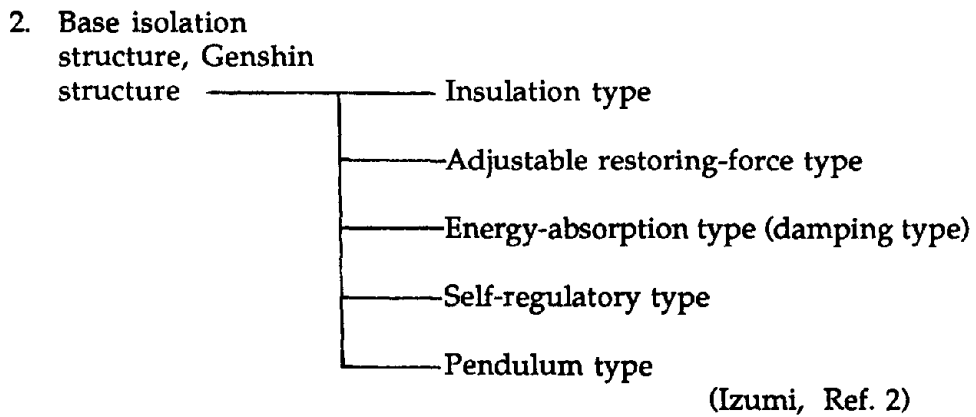 2. Base isolation
structure, Genshin
structure Insulation type
Adjustable restoring-force type
Energy-absorption type (damping type)
Self-regulatory type
Pendulum type
(Izumi, Ref. 2)